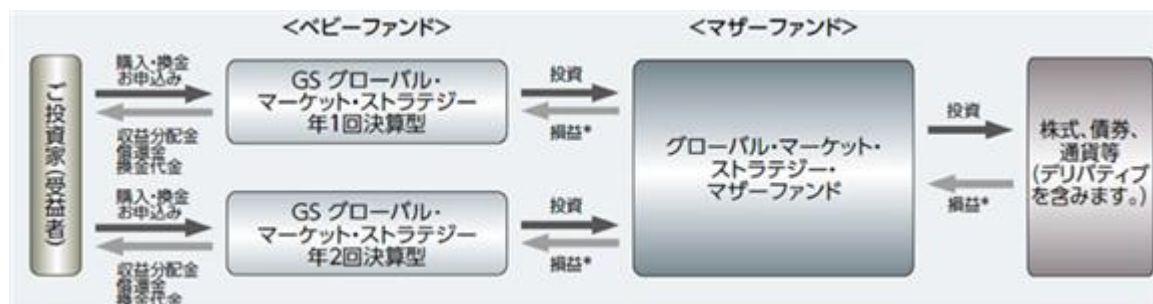 <ベビーファンド>
<マザーファンド>
ご投資家(受益者)
購入・換金
お申込み
収益分配金
償還金
換金代金
GS グローバル・
マーケット・ストラテジー
年1回決算型
投資
損益*
購入・換金
お申込み
収益分配金
償還金
換金代金
GS グローバル・
マーケット・ストラテジー
年2回決算型
投資
損益*
グローバル・マーケット・
ストラテジー・
マザーファンド
投資
損益*
株式、債券、
通貨等
(デリバティブ
を含みます。)